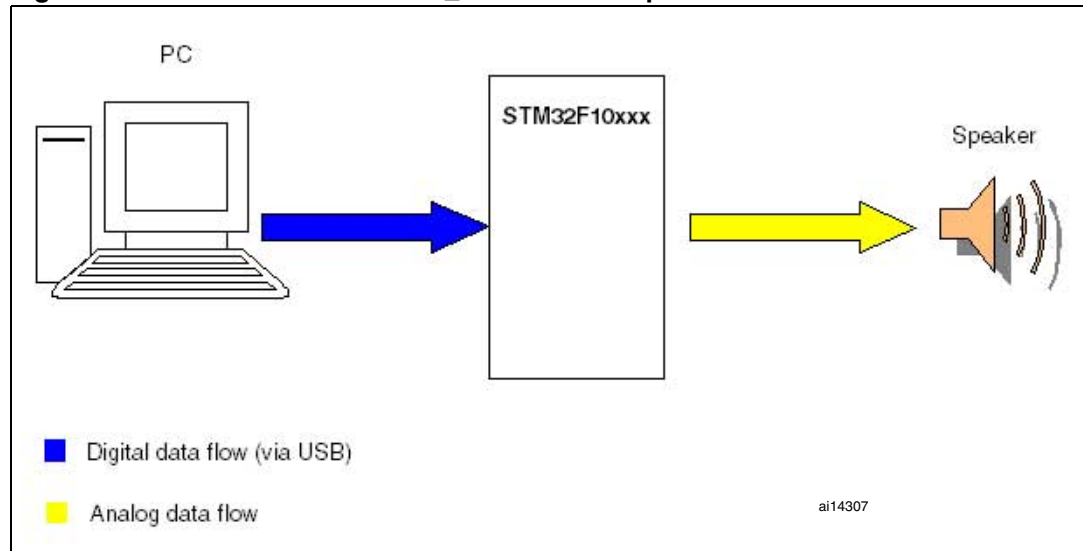 PC
STM32F10xxx
Speaker
Digital data flow (via USB)
Analog data flow
ai14307